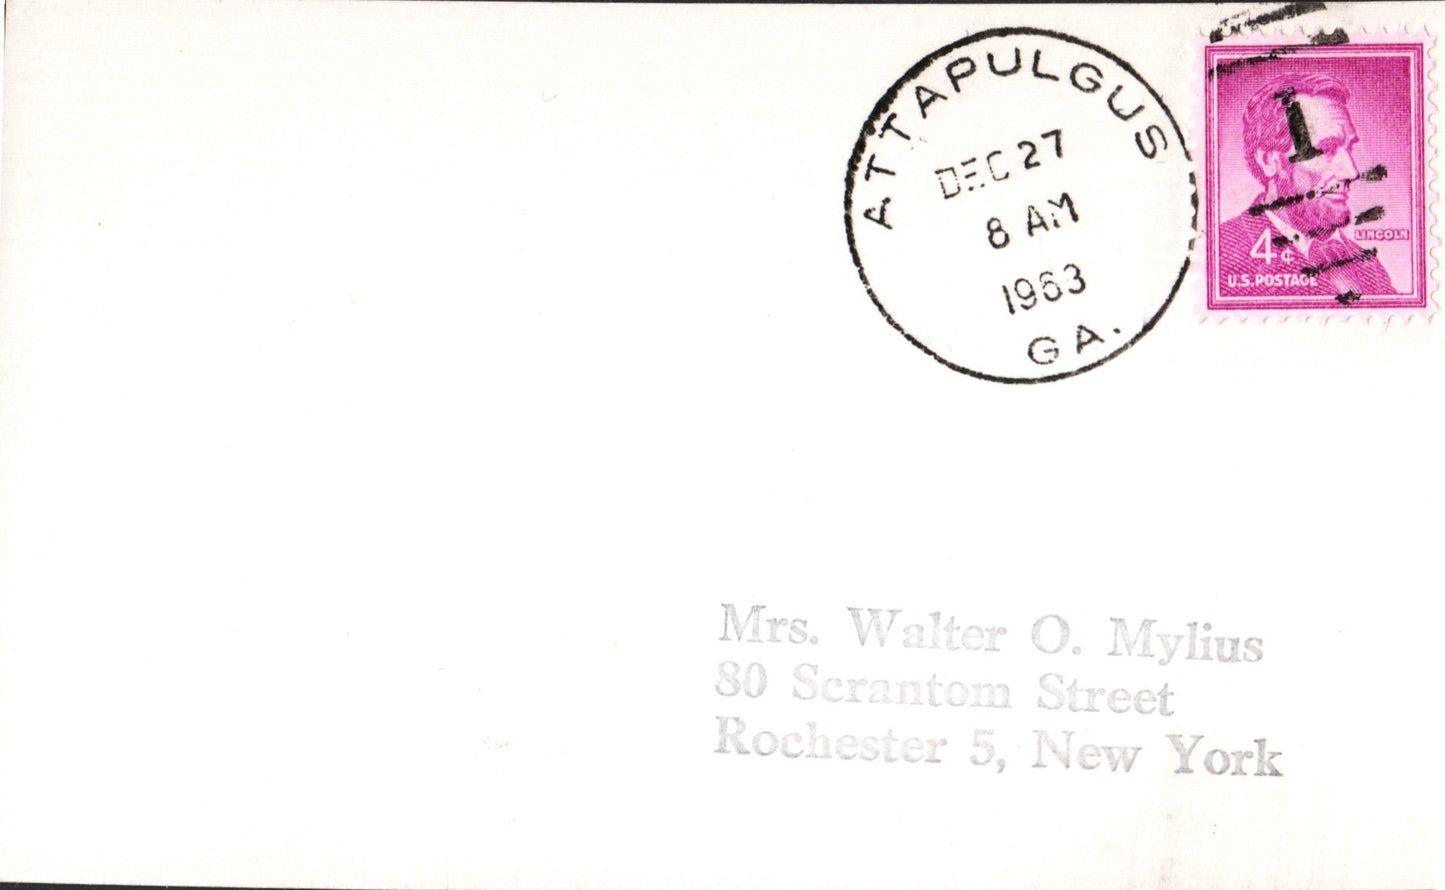 ATTAPULGUS
DEC 27
8 AM
1963
GA.
1
LINCOLN
4¢
U.S. POSTAGE
Mrs. Walter O. Mylius
80 Scrantom Street
Rochester 5, New York